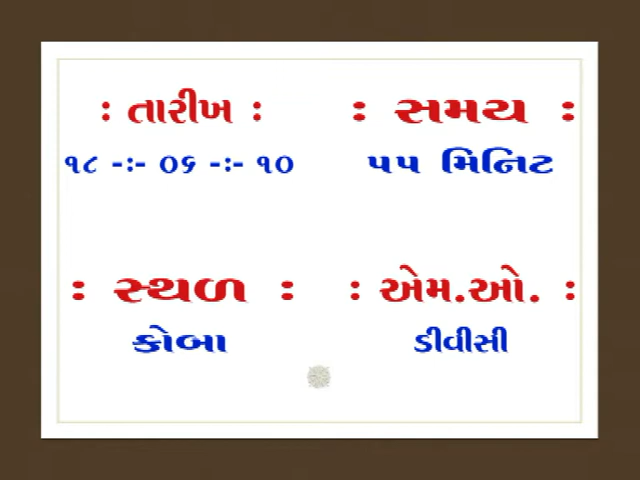 : તારીખ :
: સમય :
૧૮ -:- ૦૬ -:- ૧૦
૫૫ મિનિટ
: સ્થળ :
: એમ.ઓ. :
કોબા
ડીવીસી